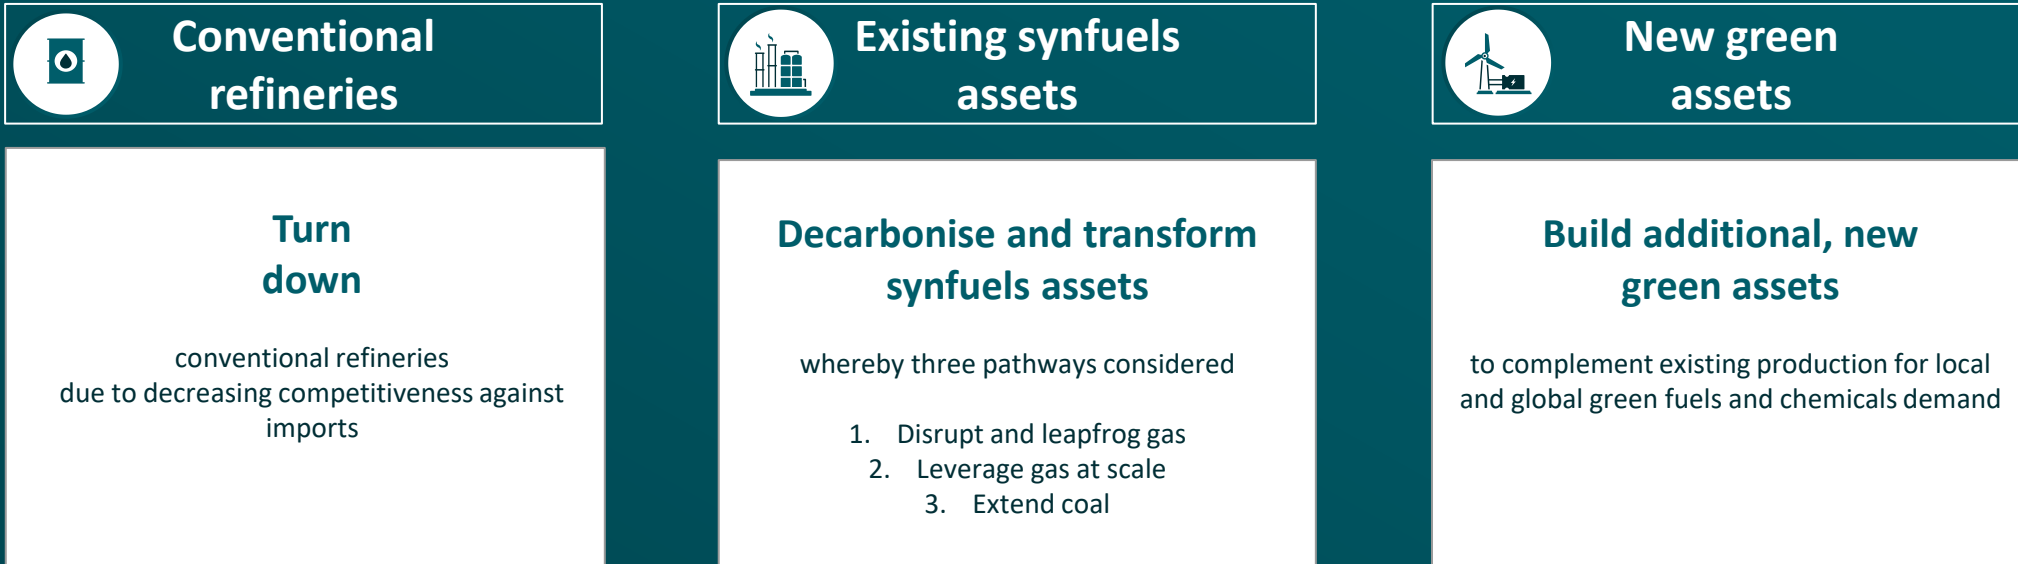 Conventional
refineries
Turn
down
conventional refineries
due to decreasing competitiveness against
imports
Existing synfuels
assets
Decarbonise and transform
synfuels assets
whereby three pathways considered
1. Disrupt and leapfrog gas
2. Leverage gas at scale
3. Extend coal
New green
assets
Build additional, new
green assets
to complement existing production for local
and global green fuels and chemicals demand